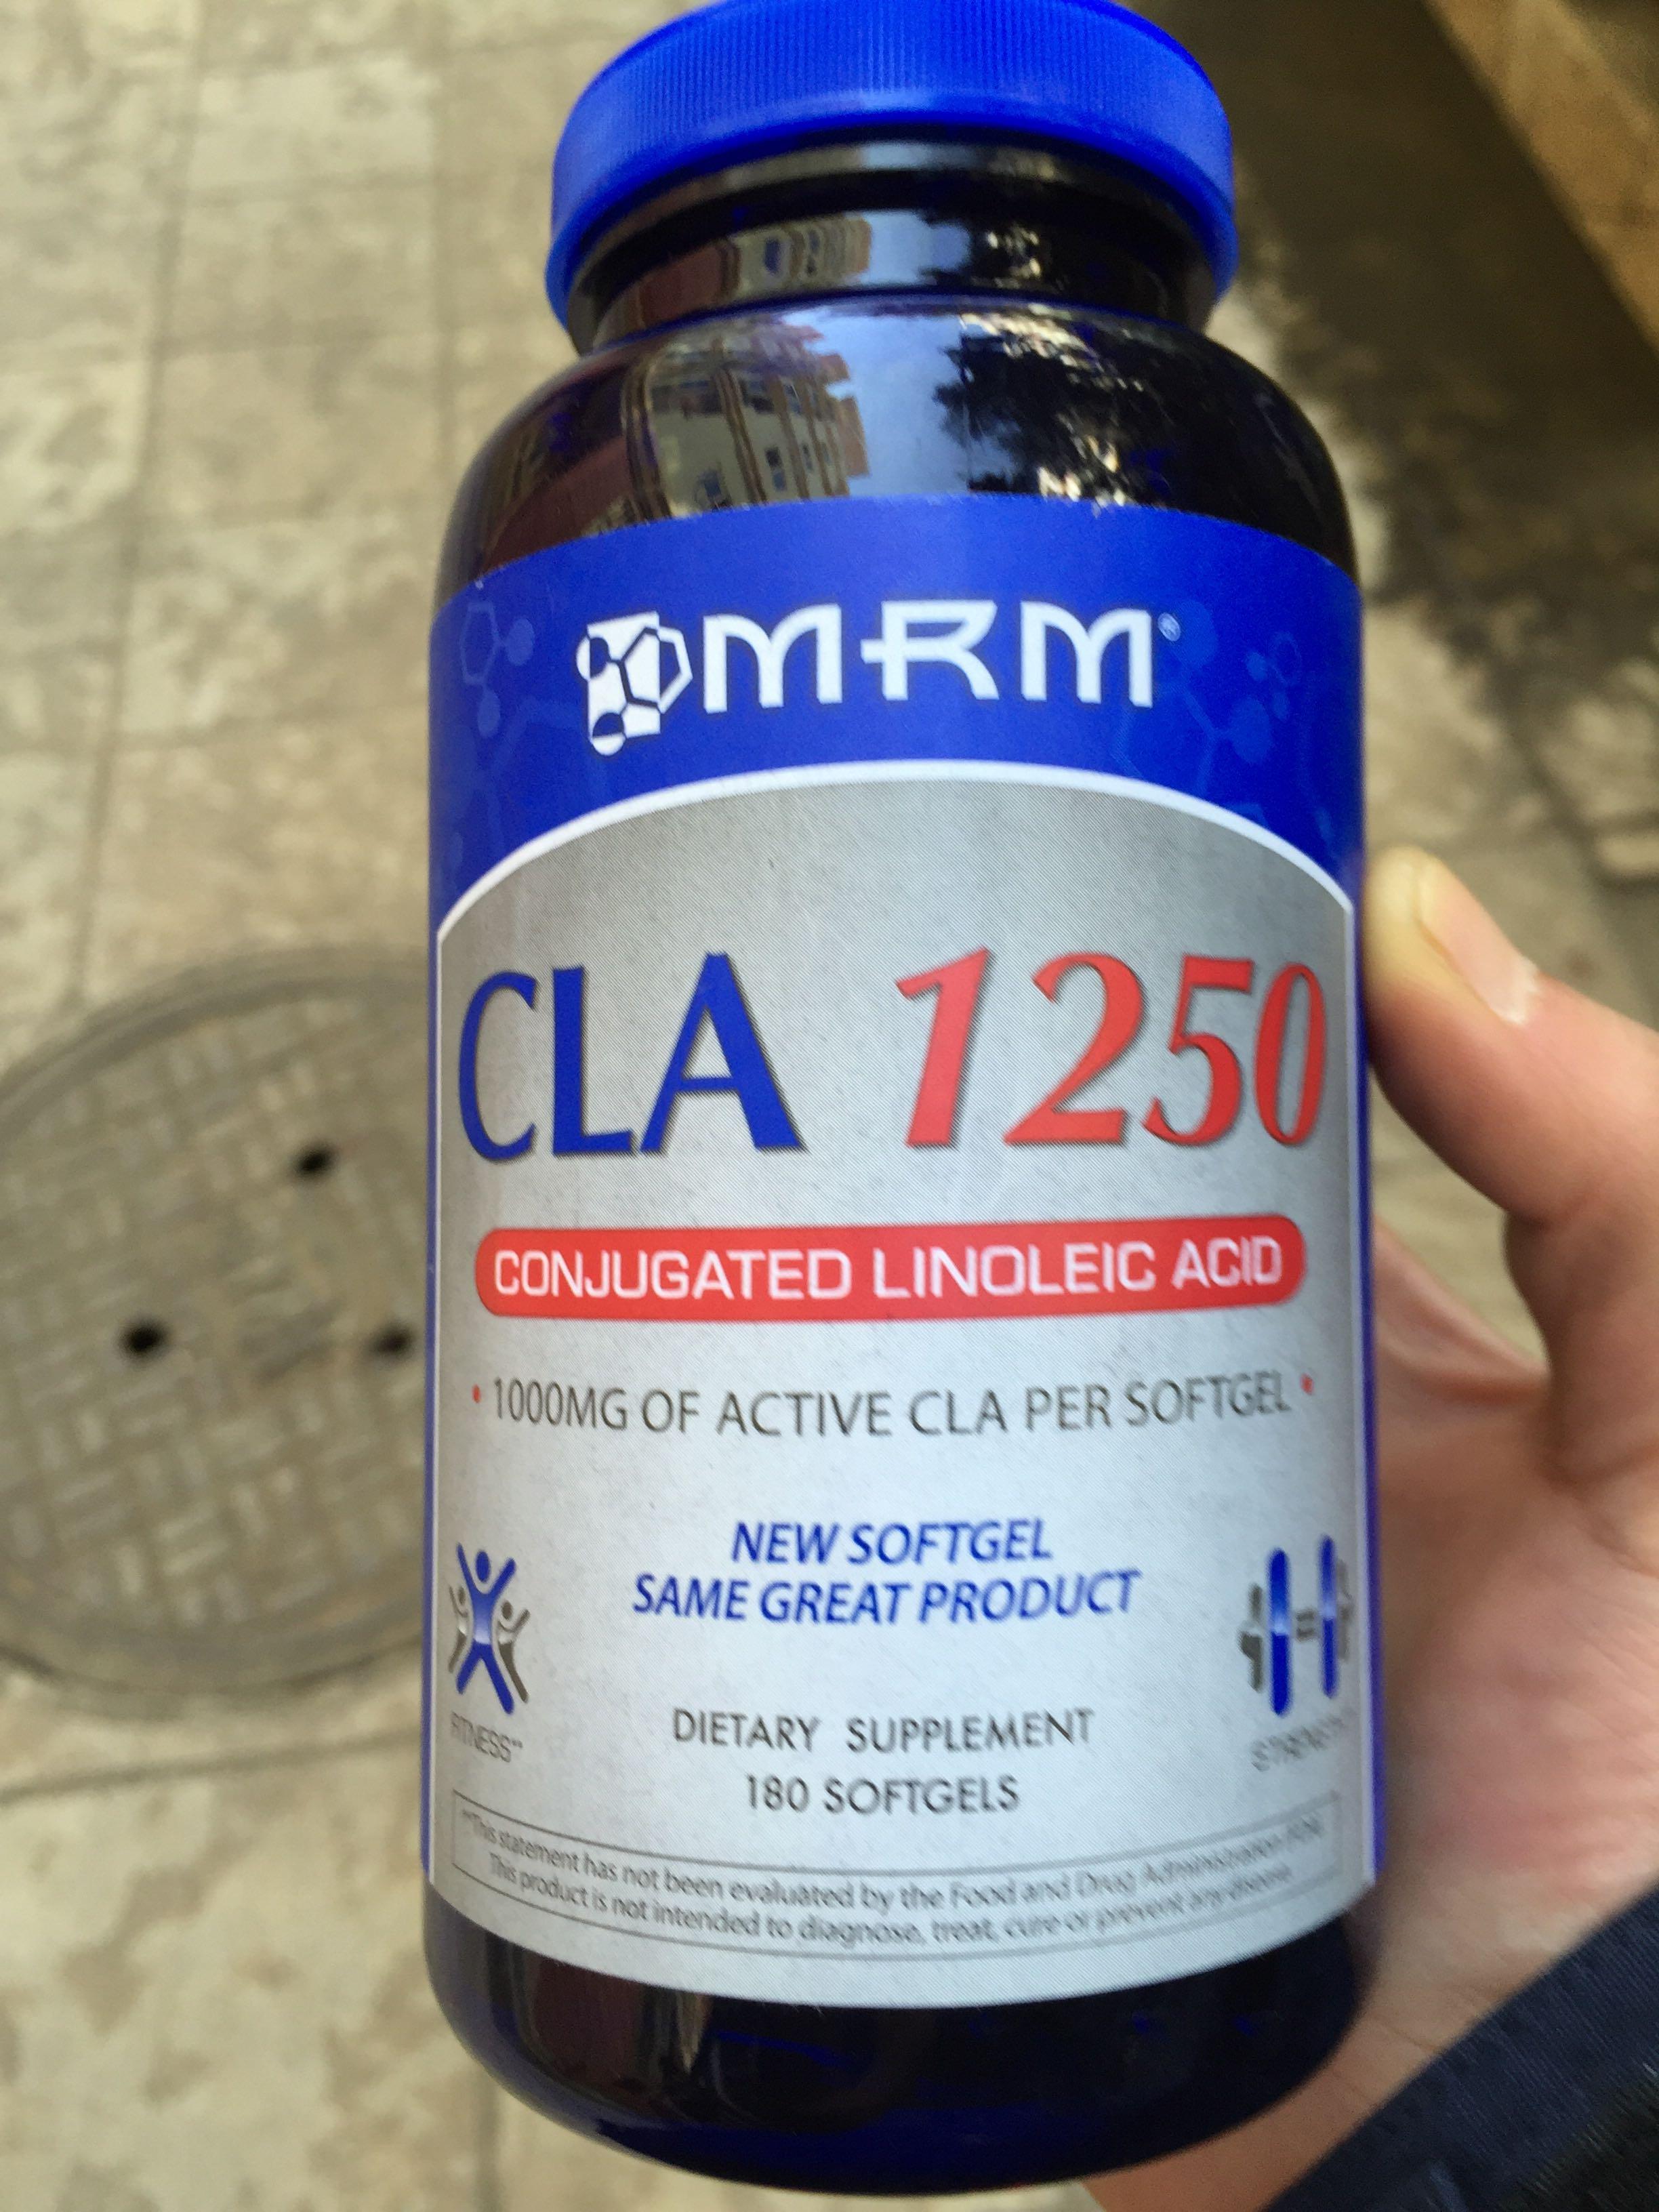 MRM®
CLA 1250
CONJUGATED LINOLEIC ACID
• 1000MG OF ACTIVE CLA PER SOFTGEL •
NEW SOFTGEL
SAME GREAT PRODUCT
FITNESS**
DIETARY SUPPLEMENT
180 SOFTGELS
**This statement has not been evaluated by the Food and Drug Administration
This product is not intended to diagnose, treat, cure or prevent any disease.